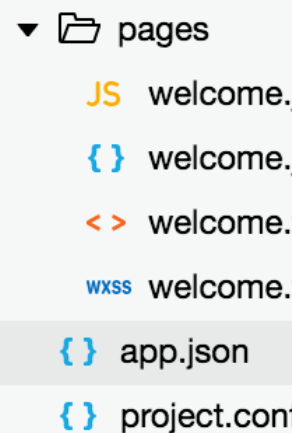 pages
JS welcome.
{ } welcome.
< > welcome.
wxss welcome.
{ } app.json
{ } project.conf